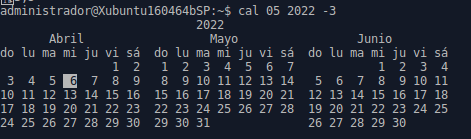 administrador@Xubuntu160464bSP:~$ cal 05 2022 -3
                            2022
       Abril                 Mayo                 Junio
do lu ma mi ju vi sá  do lu ma mi ju vi sá  do lu ma mi ju vi sá
                1  2   1  2  3  4  5  6  7            1  2  3  4
 3  4  5  6  7  8  9   8  9 10 11 12 13 14   5  6  7  8  9 10 11
10 11 12 13 14 15 16  15 16 17 18 19 20 21  12 13 14 15 16 17 18
17 18 19 20 21 22 23  22 23 24 25 26 27 28  19 20 21 22 23 24 25
24 25 26 27 28 29 30  29 30 31              26 27 28 29 30